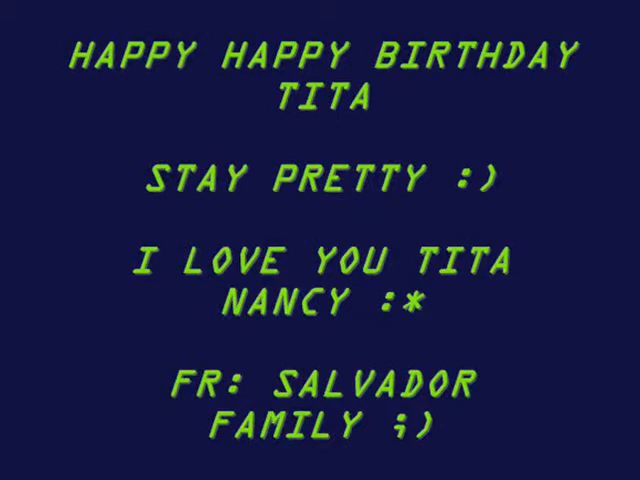 HAPPY HAPPY BIRTHDAY
TITA
STAY PRETTY :)
I LOVE YOU TITA
NANCY :*
FR: SALVADOR
FAMILY ;)